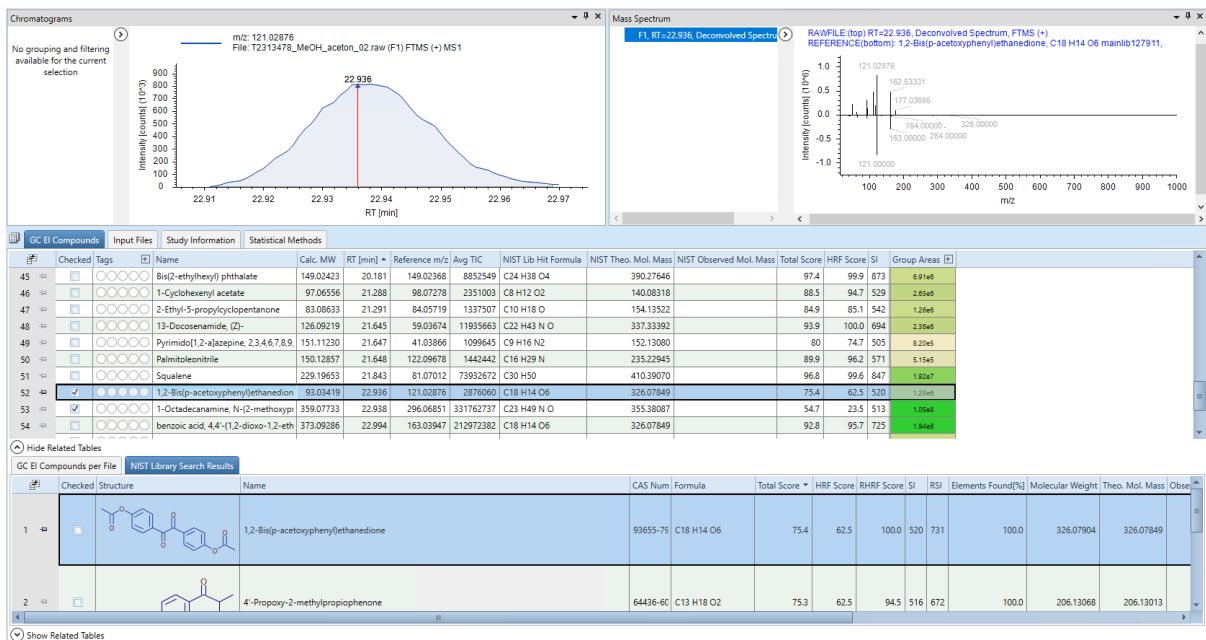 Chromatograms
Mass Spectrum
No grouping and filtering
available for the current
selection
m/z: 121.02876
File: T2313478_MeOH_aceton_02.raw (F1) FTMS (+) MS1
Intensity [counts] (10^3)
900
800
700
600
500
400
300
200
100
0
22.936
22.91 22.92 22.93 22.94 22.95 22.96 22.97
RT [min]
F1, RT=22.936, Deconvolved Spectru
RAWFILE:(top) RT=22.936, Deconvolved Spectrum, FTMS (+)
REFERENCE(bottom): 1,2-Bis(p-acetoxyphenyl)ethanedione, C18 H14 O6 mainlib127911,
Intensity [counts] (10^6)
1.0
0.5
0.0
-0.5
-1.0
121.02876
162.53331
177.03685
164.00000
326.00000
163.00000
284.00000
121.00000
100 200 300 400 500 600 700 800 900 1000
m/z
GC EI Compounds Input Files Study Information Statistical Methods
Checked Tags Name Calc. MW RT [min] Reference m/z Avg TIC NIST Lib Hit Formula NIST Theo. Mol. Mass NIST Observed Mol. Mass Total Score HRF Score SI Group Areas
45 Bis(2-ethylhexyl) phthalate 149.02423 20.181 149.02368 8852549 C24 H38 O4 390.27646 97.4 99.9 873 6.91e6
46 1-Cyclohexenyl acetate 97.06556 21.288 98.07278 2351003 C8 H12 O2 140.08318 88.5 94.7 529 2.65e6
47 2-Ethyl-5-propylcyclopentanone 83.08633 21.291 84.05719 1337507 C10 H18 O 154.13522 84.9 85.1 542 1.26e6
48 13-Docosenamide, (Z)- 126.09219 21.645 59.03674 11935663 C22 H43 N O 337.33392 93.9 100.0 694 2.36e6
49 Pyrimido[1,2-a]azepine, 2,3,4,6,7,8,9, 151.11230 21.647 41.03866 1099645 C9 H16 N2 152.13080 80 74.7 505 8.20e5
50 Palmitoleonitrile 150.12857 21.648 122.09678 1442442 C16 H29 N 235.22945 89.9 96.2 571 5.15e5
51 Squalene 229.19653 21.843 81.07012 73932672 C30 H50 410.39070 96.8 99.6 847 1.92e7
52 1,2-Bis(p-acetoxyphenyl)ethanedion 93.03419 22.936 121.02876 2876060 C18 H14 O6 326.07849 75.4 62.5 520 1.28e6
53 1-Octadecanamine, N-(2-methoxypr 359.07733 22.938 296.06851 331762737 C23 H49 N O 355.38087 54.7 23.5 513 1.05e8
54 benzoic acid, 4,4'-(1,2-dioxo-1,2-eth 373.09286 22.994 163.03947 212972382 C18 H14 O6 326.07849 92.8 95.7 725 1.94e8
Hide Related Tables
GC EI Compounds per File NIST Library Search Results
Checked Structure Name CAS Num Formula Total Score HRF Score RHRF Score SI RSI Elements Found[%] Molecular Weight Theo. Mol. Mass Obse
1 1,2-Bis(p-acetoxyphenyl)ethanedione 93655-79 C18 H14 O6 75.4 62.5 100.0 520 731 100.0 326.07904 326.07849
2 4'-Propoxy-2-methylpropiophenone 64436-60 C13 H18 O2 75.3 62.5 94.5 516 672 100.0 206.13068 206.13013
Show Related Tables